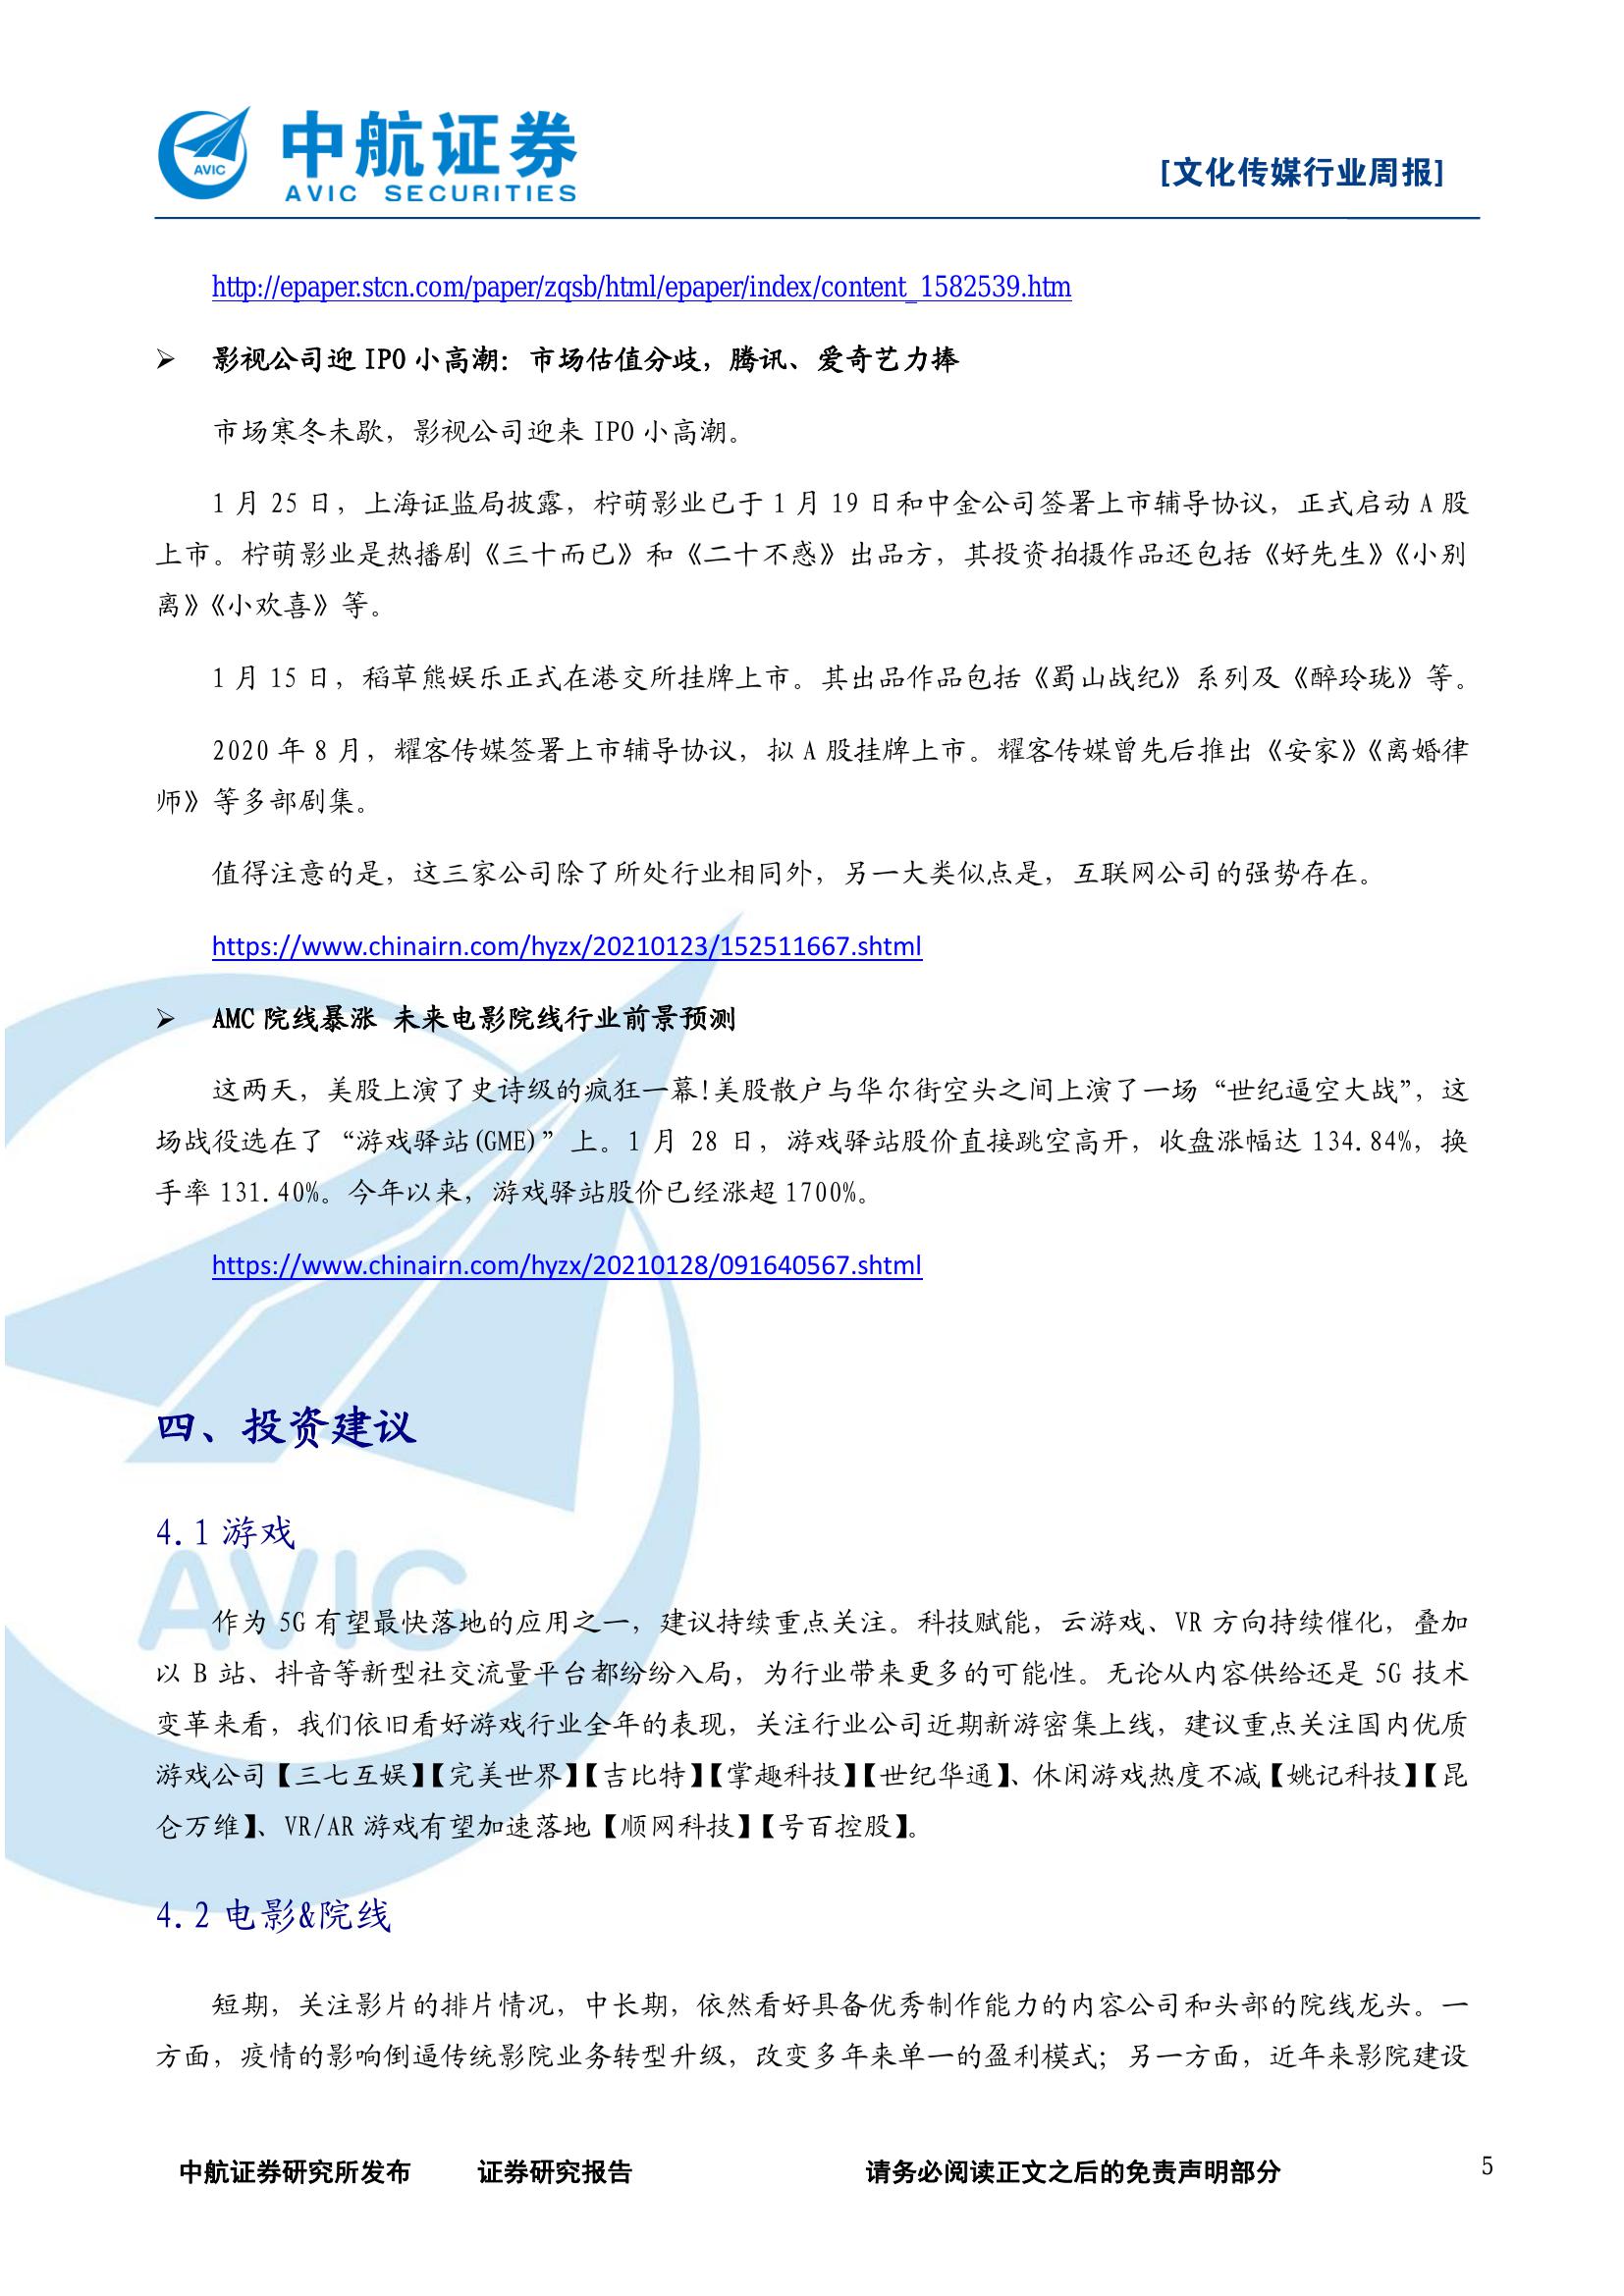 AVIC
中航证券
AVIC SECURITIES
[文化传媒行业周报]
http://epaper.stcn.com/paper/zqsb/html/epaper/index/content_1582539.htm
➢ 影视公司迎 IPO 小高潮：市场估值分歧，腾讯、爱奇艺力捧
市场寒冬未歇，影视公司迎来 IPO 小高潮。
1 月 25 日，上海证监局披露，柠萌影业已于 1 月 19 日和中金公司签署上市辅导协议，正式启动 A 股
上市。柠萌影业是热播剧《三十而已》和《二十不惑》出品方，其投资拍摄作品还包括《好先生》《小别
离》《小欢喜》等。
1 月 15 日，稻草熊娱乐正式在港交所挂牌上市。其出品作品包括《蜀山战纪》系列及《醉玲珑》等。
2020 年 8 月，耀客传媒签署上市辅导协议，拟 A 股挂牌上市。耀客传媒曾先后推出《安家》《离婚律
师》等多部剧集。
值得注意的是，这三家公司除了所处行业相同外，另一大类似点是，互联网公司的强势存在。
https://www.chinairn.com/hyzx/20210123/152511667.shtml
➢ AMC 院线暴涨 未来电影院线行业前景预测
这两天，美股上演了史诗级的疯狂一幕!美股散户与华尔街空头之间上演了一场“世纪逼空大战”，这
场战役选在了“游戏驿站(GME)”上。1 月 28 日，游戏驿站股价直接跳空高开，收盘涨幅达 134.84%，换
手率 131.40%。今年以来，游戏驿站股价已经涨超 1700%。
https://www.chinairn.com/hyzx/20210128/091640567.shtml
四、投资建议
4.1 游戏
AVIC
作为 5G 有望最快落地的应用之一，建议持续重点关注。科技赋能，云游戏、VR 方向持续催化，叠加
以 B 站、抖音等新型社交流量平台都纷纷入局，为行业带来更多的可能性。无论从内容供给还是 5G 技术
变革来看，我们依旧看好游戏行业全年的表现，关注行业公司近期新游密集上线，建议重点关注国内优质
游戏公司【三七互娱】【完美世界】【吉比特】【掌趣科技】【世纪华通】、休闲游戏热度不减【姚记科技】【昆
仑万维】、VR/AR 游戏有望加速落地【顺网科技】【号百控股】。
4.2 电影&院线
短期，关注影片的排片情况，中长期，依然看好具备优秀制作能力的内容公司和头部的院线龙头。一
方面，疫情的影响倒逼传统影院业务转型升级，改变多年来单一的盈利模式；另一方面，近年来影院建设
中航证券研究所发布 证券研究报告 请务必阅读正文之后的免责声明部分 5